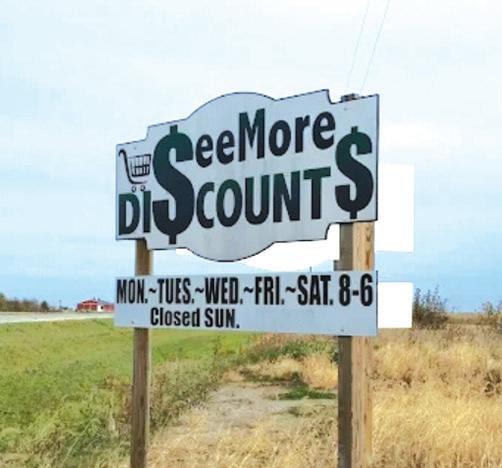 $eeMore
DI$COUNT$
MON.~TUES.~WED.~FRI.~SAT. 8-6
Closed SUN.